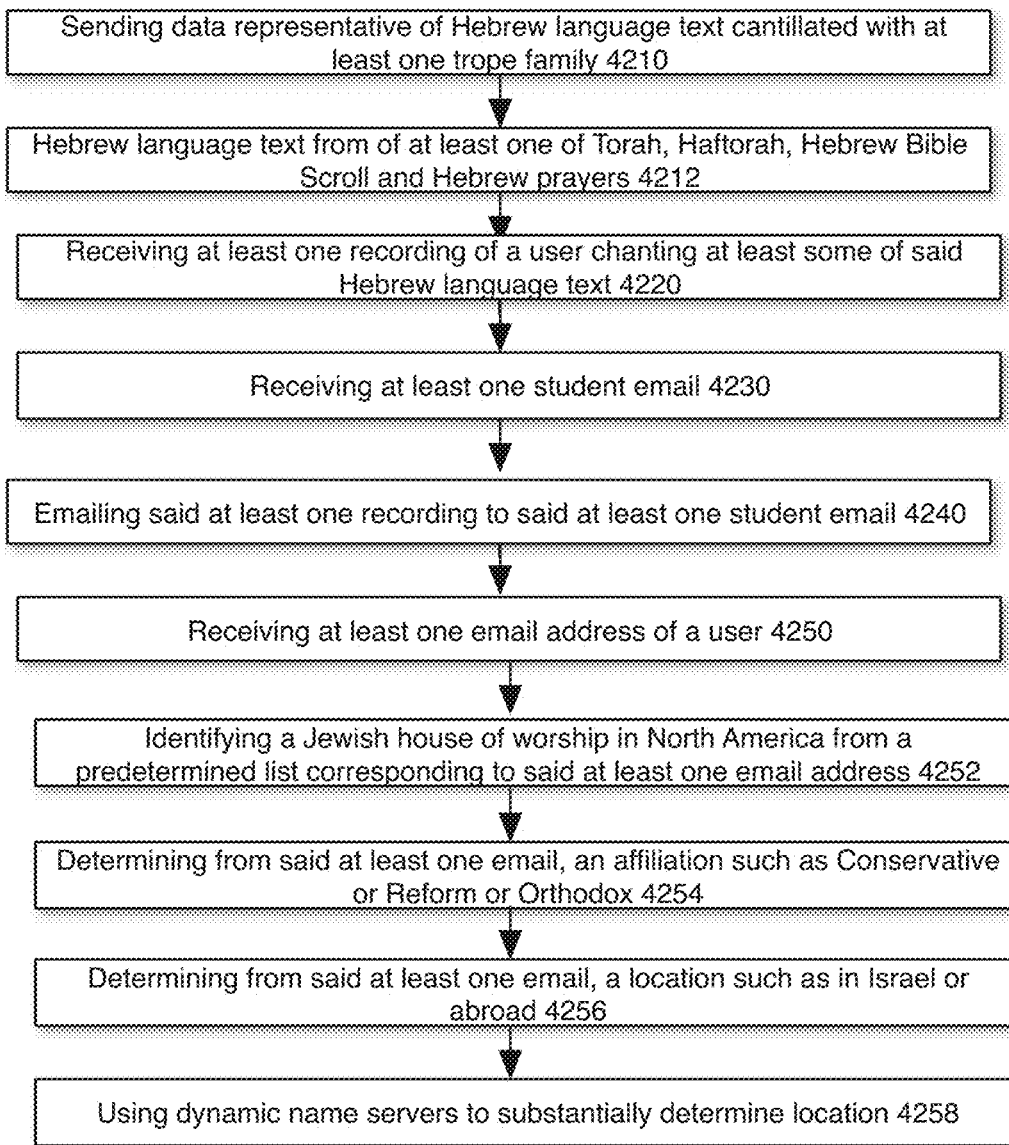 Sending data representative of Hebrew language text cantillated with at
least one trope family 4210
Hebrew language text from of at least one of Torah, Haftorah, Hebrew Bible
Scroll and Hebrew prayers 4212
Receiving at least one recording of a user chanting at least some of said
Hebrew language text 4220
Receiving at least one student email 4230
Emailing said at least one recording to said at least one student email 4240
Receiving at least one email address of a user 4250
Identifying a Jewish house of worship in North America from a
predetermined list corresponding to said at least one email address 4252
Determining from said at least one email, an affiliation such as Conservative
or Reform or Orthodox 4254
Determining from said at least one email, a location such as in Israel or
abroad 4256
Using dynamic name servers to substantially determine location 4258